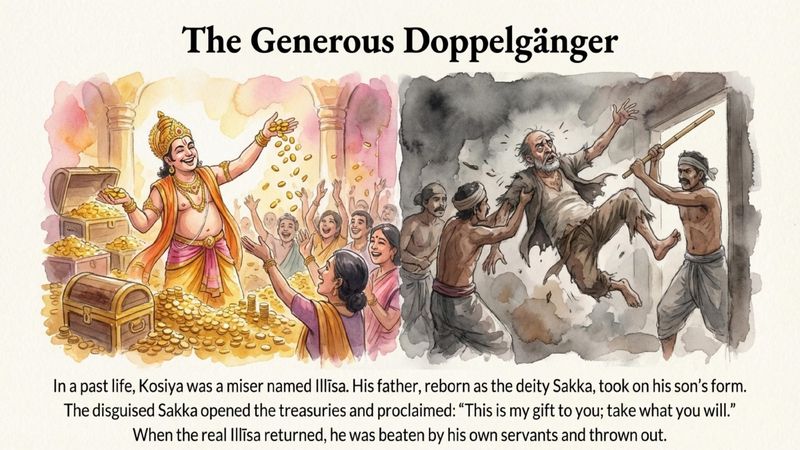 The Generous Doppelgänger
In a past life, Kosiya was a miser named Illīsa. His father, reborn as the deity Sakka, took on his son’s form.
The disguised Sakka opened the treasuries and proclaimed: “This is my gift to you; take what you will.”
When the real Illīsa returned, he was beaten by his own servants and thrown out.